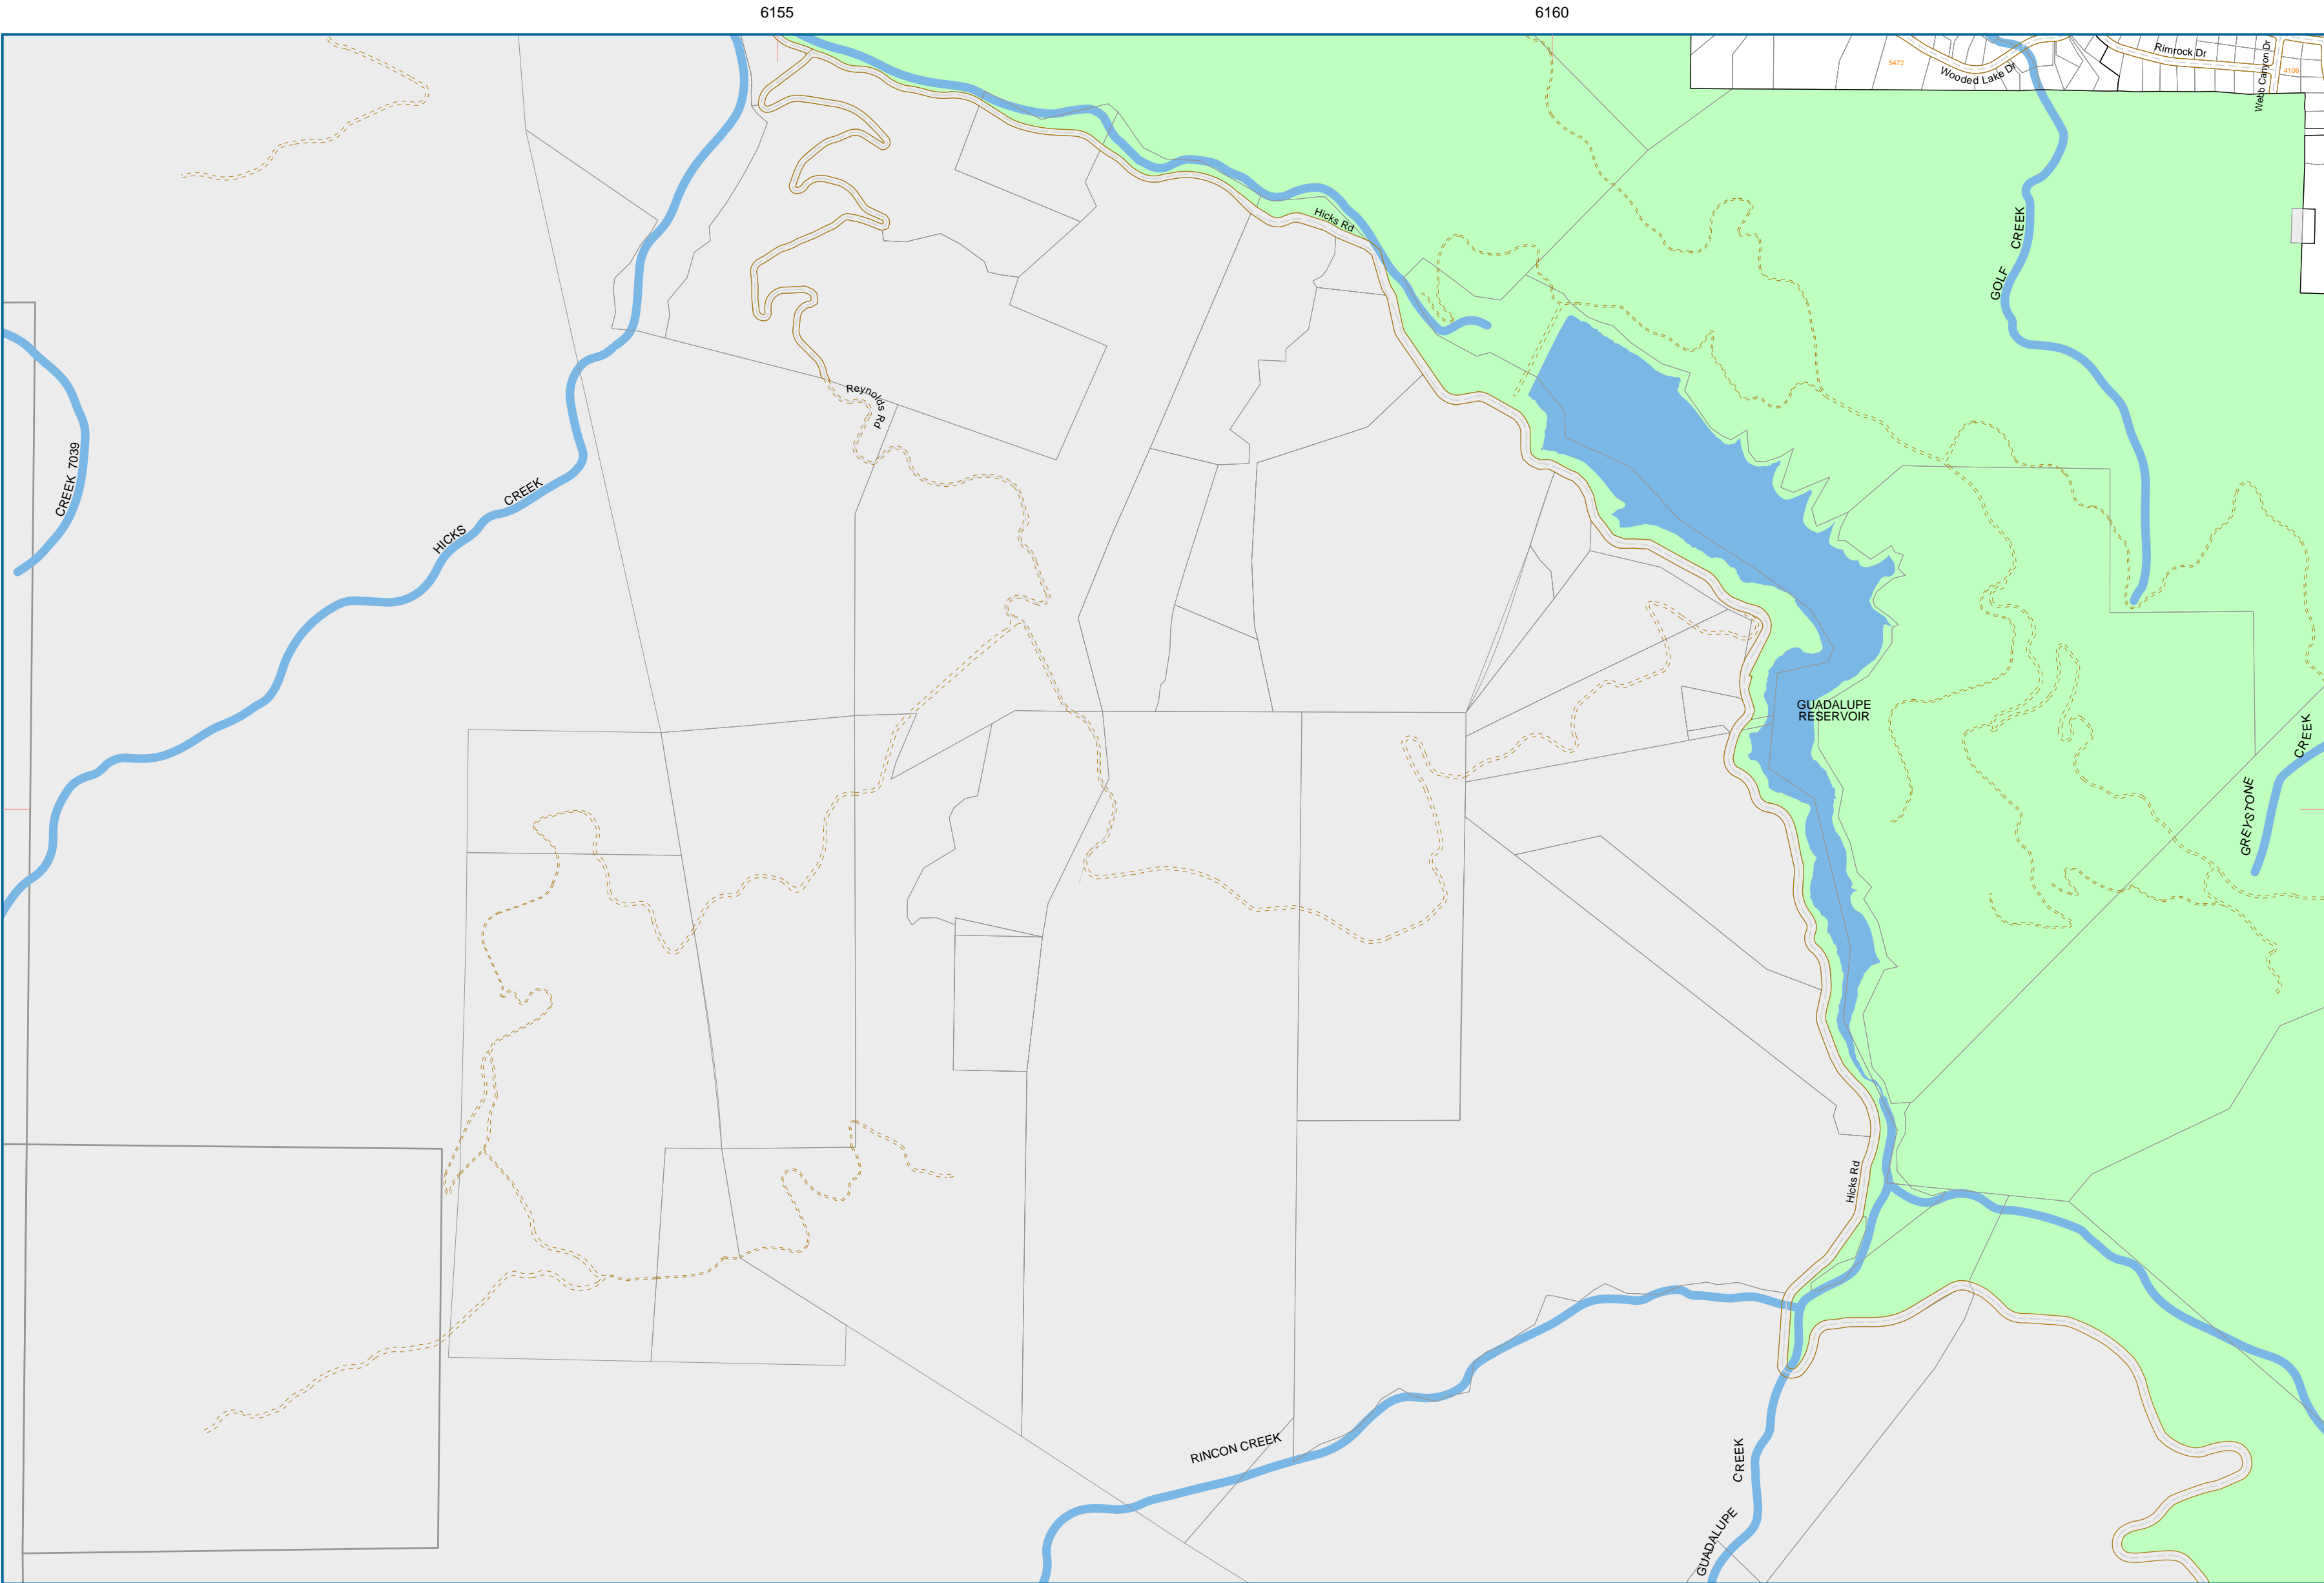 6155
6160
Rimrock Dr
Webb Canyon Dr
5472
Wooded Lake Dr
4106
Hicks Rd
GOLF CREEK
Reynolds Rd
CREEK 7039
HICKS CREEK
GUADALUPE
RESERVOIR
GREYSTONE CREEK
Hicks Rd
RINCON CREEK
GUADALUPE CREEK